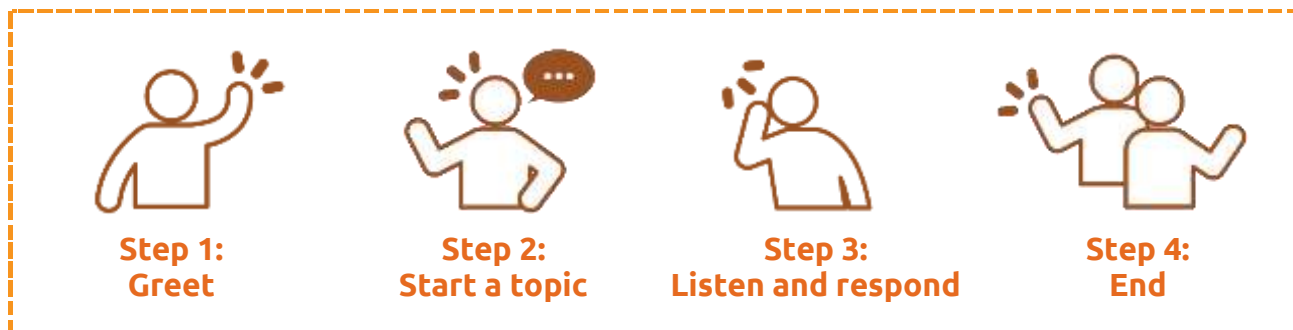 Step 1:
Greet
Step 2:
Start a topic
Step 3:
Listen and respond
Step 4:
End